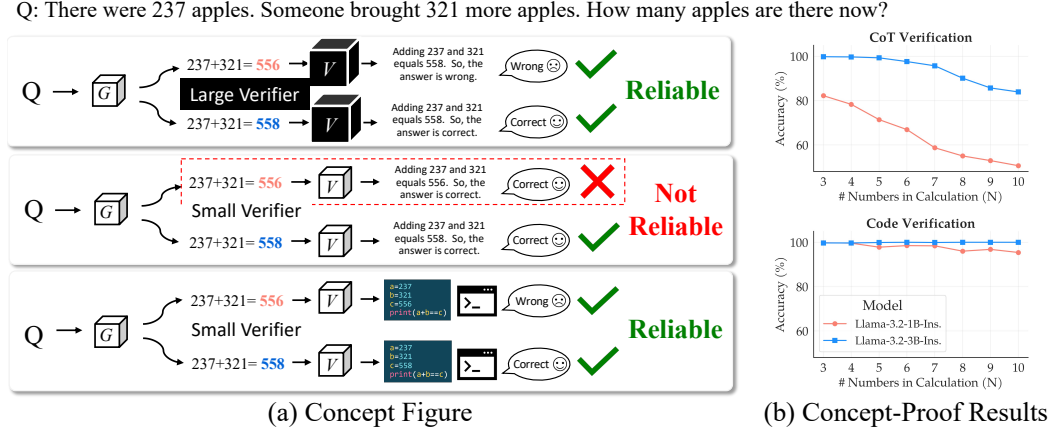 Q: There were 237 apples. Someone brought 321 more apples. How many apples are there now?
Q
G
237+321= 556
V
Adding 237 and 321
equals 558. So, the
answer is wrong.
Wrong
Large Verifier
237+321= 558
V
Adding 237 and 321
equals 558. So, the
answer is correct.
Correct
Reliable
Q
G
237+321= 556
V
Adding 237 and 321
equals 556. So, the
answer is correct.
Correct
Small Verifier
237+321= 558
V
Adding 237 and 321
equals 558. So, the
answer is correct.
Correct
Not
Reliable
Q
G
237+321= 556
V
a=237
b=321
c=556
print(a+b==c)
>_
Wrong
Small Verifier
237+321= 558
V
a=237
b=321
c=558
print(a+b==c)
>_
Correct
Reliable
(a) Concept Figure
CoT Verification
Accuracy (%)
100
80
60
3 4 5 6 7 8 9 10
# Numbers in Calculation (N)
Code Verification
Accuracy (%)
100
80
60
Model
Llama-3.2-1B-Ins.
Llama-3.2-3B-Ins.
3 4 5 6 7 8 9 10
# Numbers in Calculation (N)
(b) Concept-Proof Results